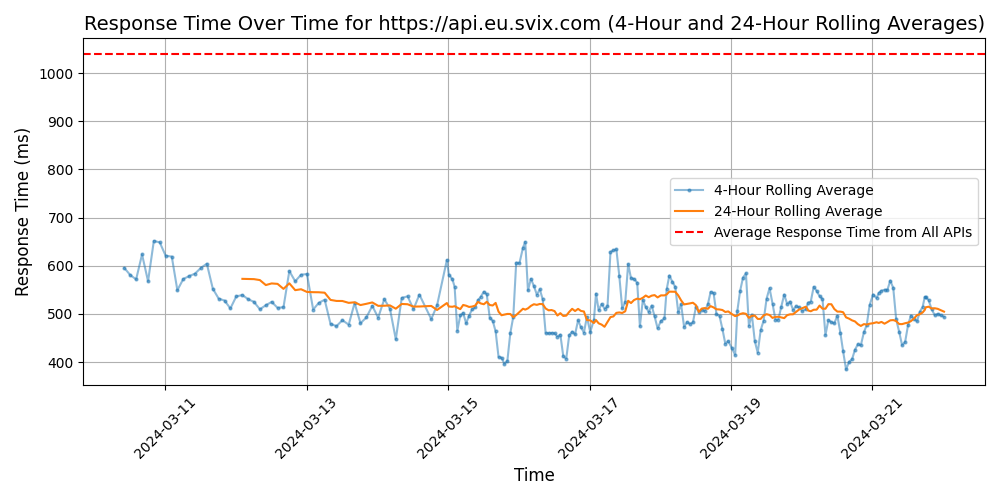 Response Time Over Time for https://api.eu.svix.com (4-Hour and 24-Hour Rolling Averages)
Response Time (ms)
1000
900
800
700
600
500
400
4-Hour Rolling Average
24-Hour Rolling Average
Average Response Time from All APIs
2024-03-11
2024-03-13
2024-03-15
2024-03-17
2024-03-19
2024-03-21
Time